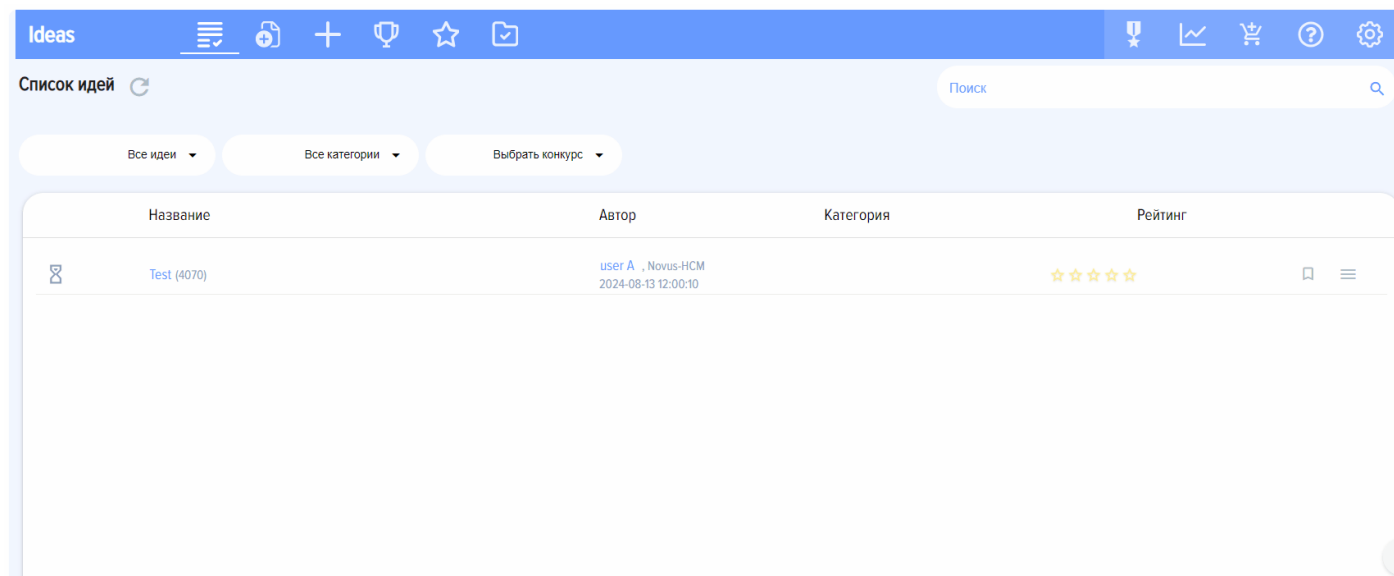 Ideas
Список идей
Поиск
Все идеи
Все категории
Выбрать конкурс
Название Автор Категория Рейтинг
Test (4070)
user A , Novus-HCM
2024-08-13 12:00:10